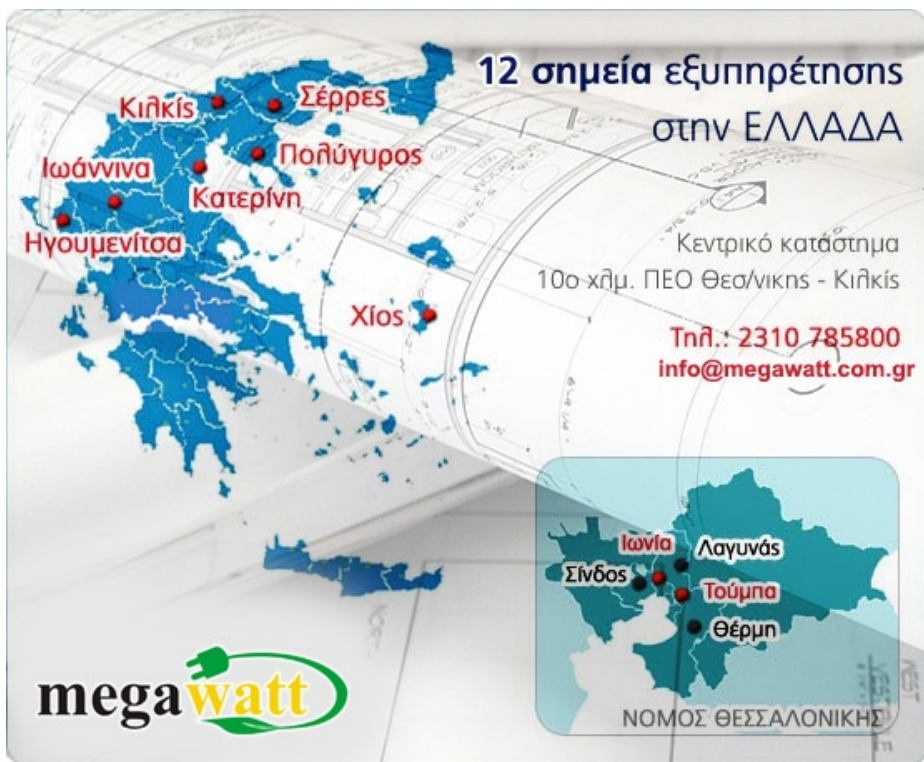 12 σημεία εξυπηρέτησης
στην ΕΛΛΑΔΑ
Κιλκίς
Σέρρες
Πολύγυρος
Ιωάννινα
Κατερίνη
Ηγουμενίτσα
Χίος
Κεντρικό κατάστημα
10ο χλμ. ΠΕΟ Θεσ/νικης - Κιλκίς
Τηλ.: 2310 785800
info@megawatt.com.gr
Ιωνία
Λαγυνάς
Σίνδος
Τούμπα
Θέρμη
ΝΟΜΟΣ ΘΕΣΣΑΛΟΝΙΚΗΣ
megawatt